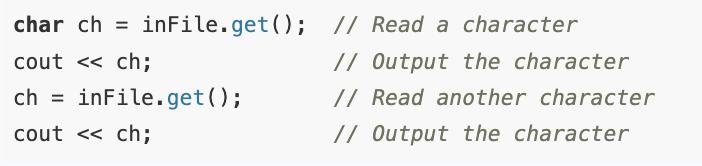 char ch = inFile.get();  // Read a character
cout << ch;              // Output the character
ch = inFile.get();       // Read another character
cout << ch;              // Output the character